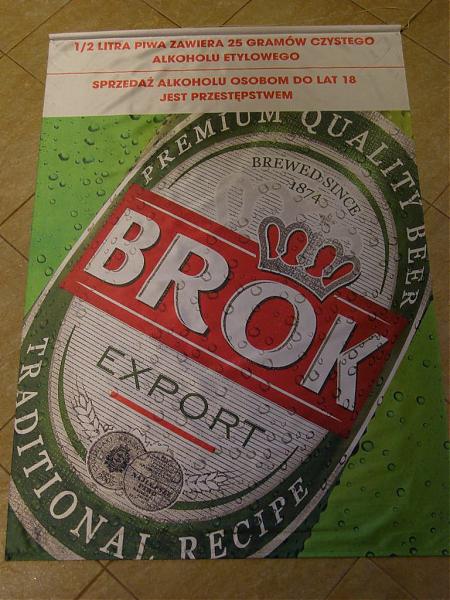 1/2 LITRA PIWA ZAWIERA 25 GRAMÓW CZYSTEGO
ALKOHOLU ETYLOWEGO
SPRZEDAŻ ALKOHOLU OSOBOM DO LAT 18
JEST PRZESTĘPSTWEM
PREMIUM QUALITY BEER
BREWED SINCE
1874
BROK
EXPORT
TRADITIONAL RECIPE